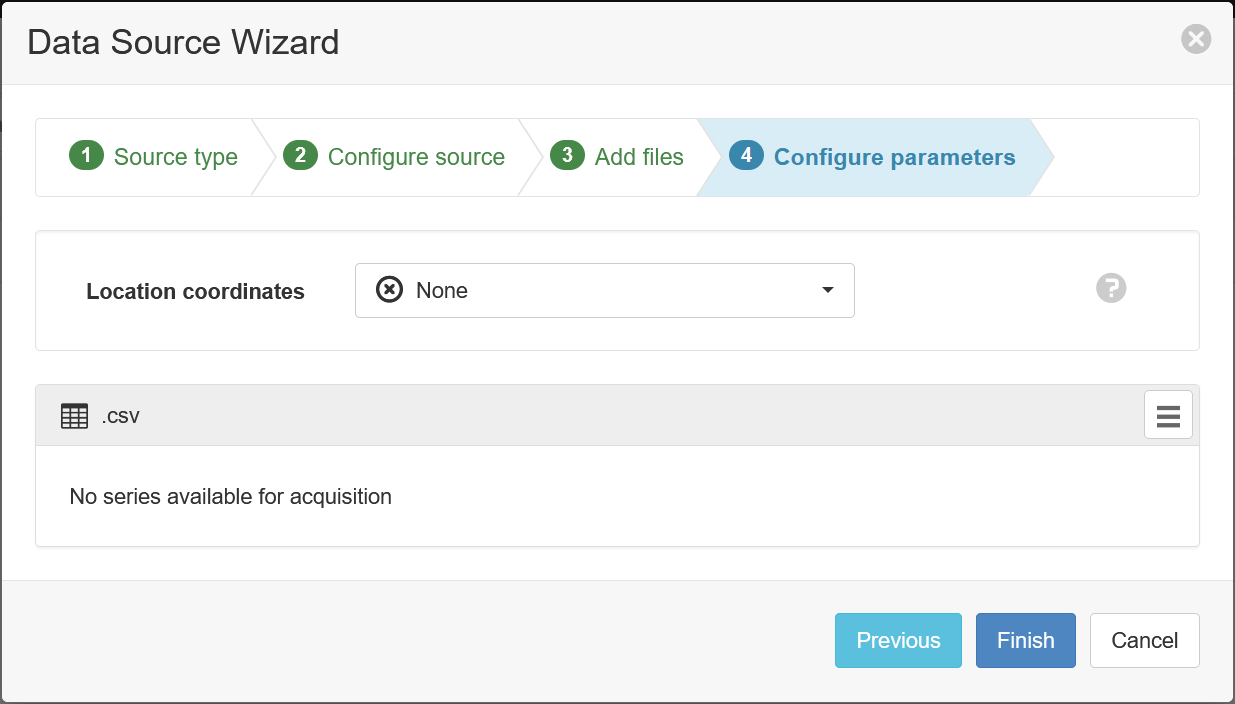 Data Source Wizard
1 Source type
2 Configure source
3 Add files
4 Configure parameters
Location coordinates
None
?
.csv
No series available for acquisition
Previous
Finish
Cancel